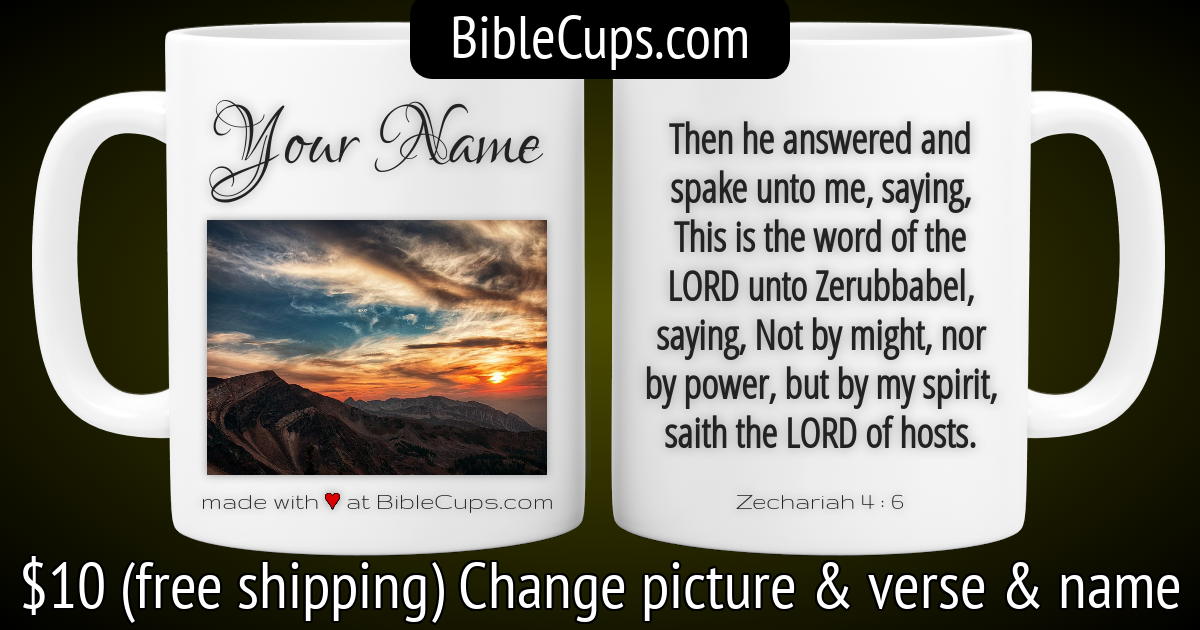 BibleCups.com
Your Name
made with ♥ at BibleCups.com
Then he answered and
spake unto me, saying,
This is the word of the
LORD unto Zerubbabel,
saying, Not by might, nor
by power, but by my spirit,
saith the LORD of hosts.
Zechariah 4 : 6
$10 (free shipping) Change picture & verse & name